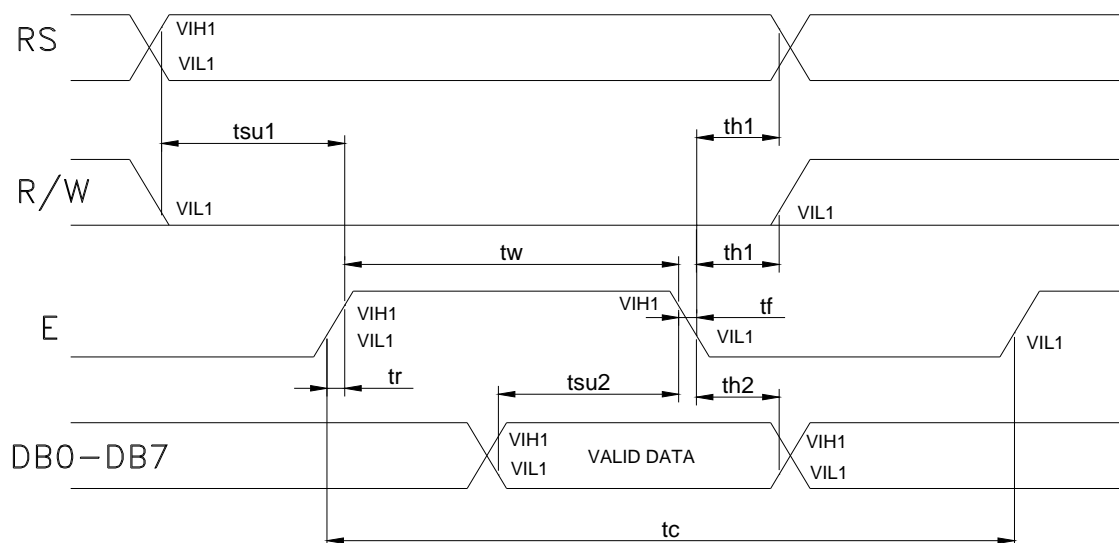 RS
VIH1
VIL1
tsu1
th1
R/W
VIL1
VIL1
tw
th1
E
VIH1
VIL1
VIH1
tf
VIL1
VIL1
tr
tsu2
th2
DB0-DB7
VIH1
VIL1
VALID DATA
VIH1
VIL1
tc